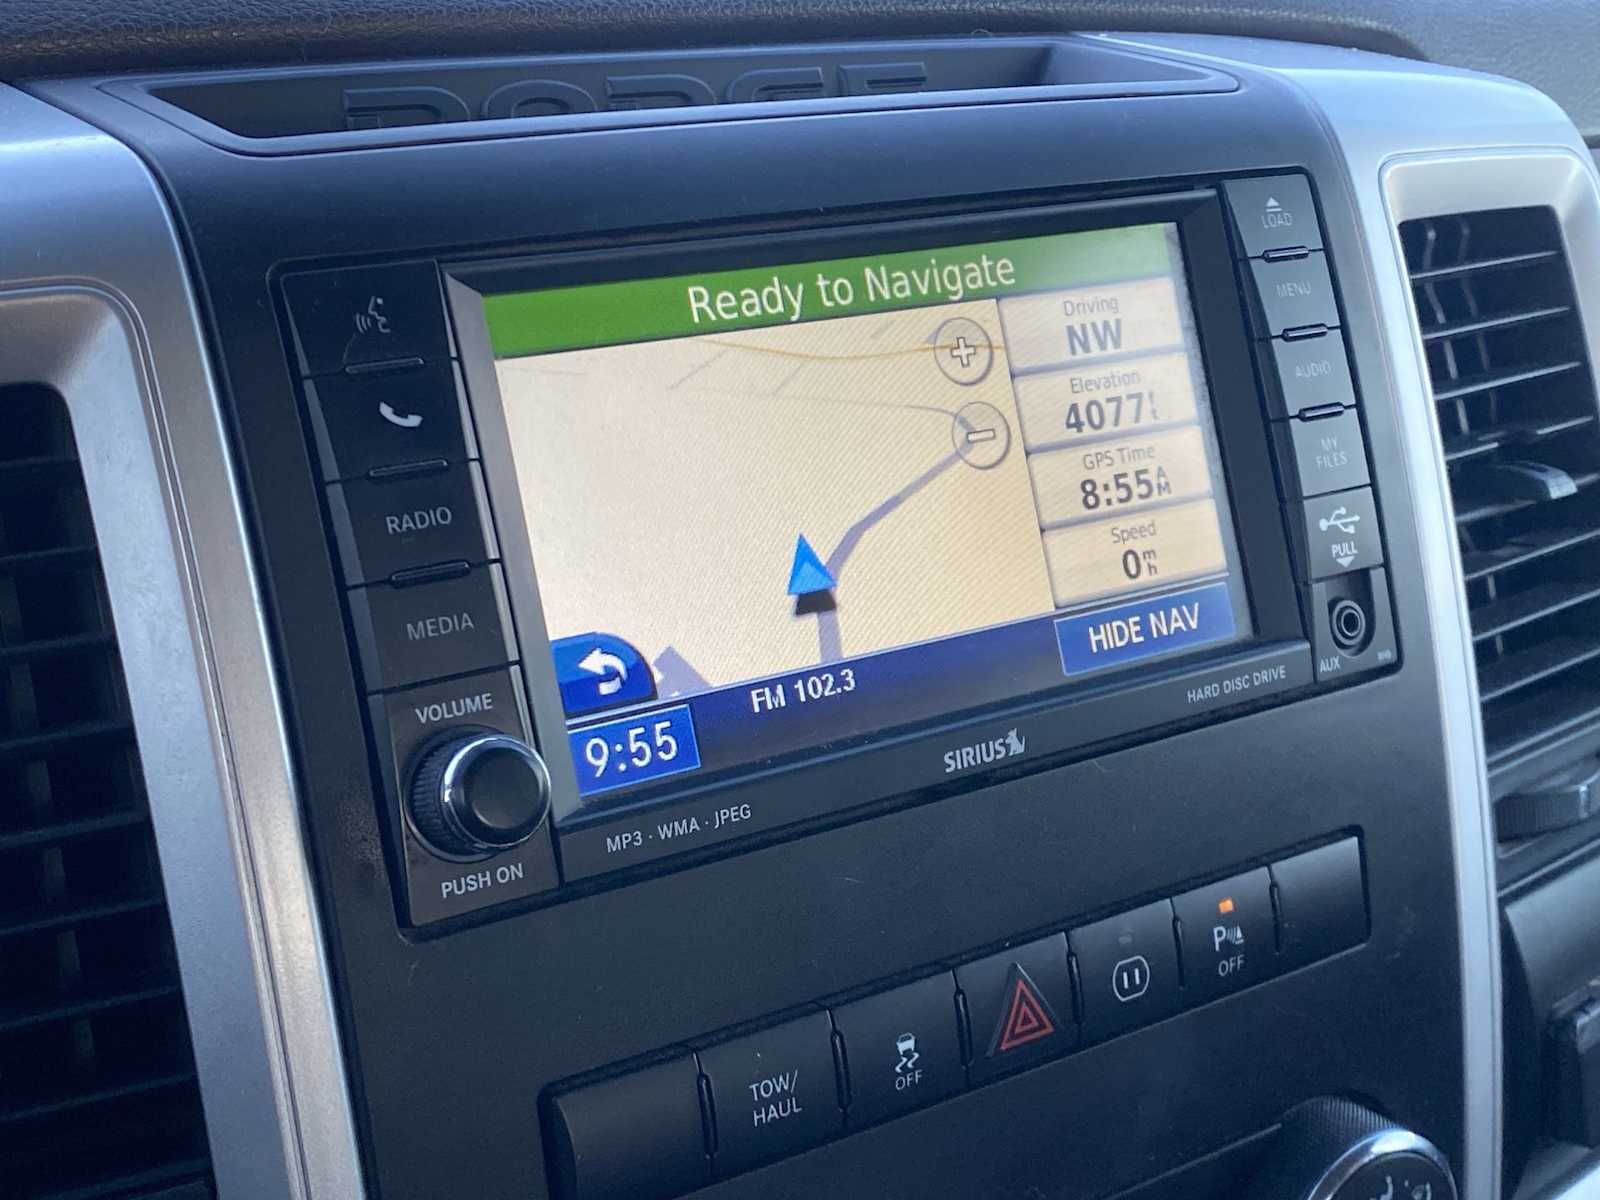 DODGE
LOAD
MENU
AUDIO
MY
FILES
PULL
AUX
RADIO
MEDIA
VOLUME
PUSH ON
Ready to Navigate
Driving
NW
Elevation
4077ft
GPS Time
8:55AM
Speed
0mh
HIDE NAV
FM 102.3
9:55
HARD DISC DRIVE
SIRIUS
MP3 · WMA · JPEG
TOW/
HAUL
OFF
P
OFF